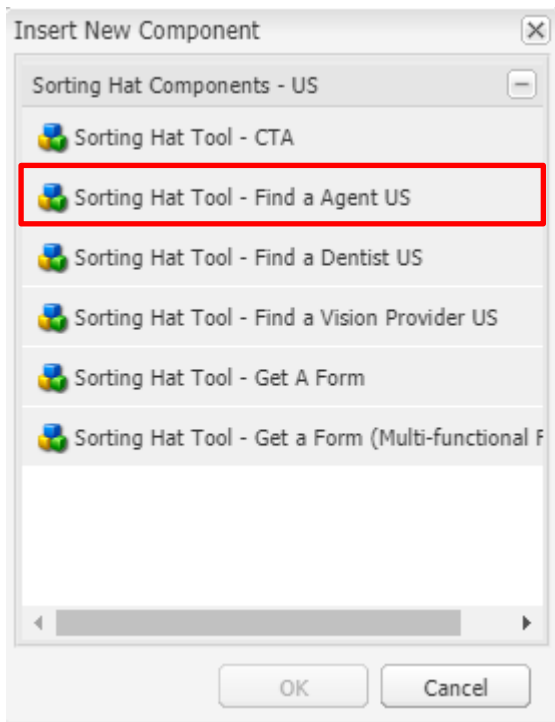 Insert New Component
Sorting Hat Components - US
Sorting Hat Tool - CTA
Sorting Hat Tool - Find a Agent US
Sorting Hat Tool - Find a Dentist US
Sorting Hat Tool - Find a Vision Provider US
Sorting Hat Tool - Get A Form
Sorting Hat Tool - Get a Form (Multi-functional F
OK
Cancel